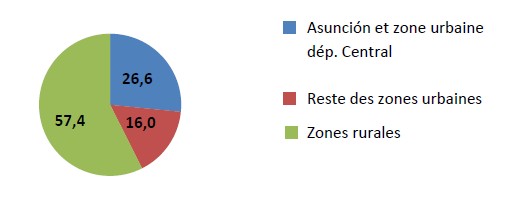 26,6
16,0
57,4
Asunción et zone urbaine
dép. Central
Reste des zones urbaines
Zones rurales